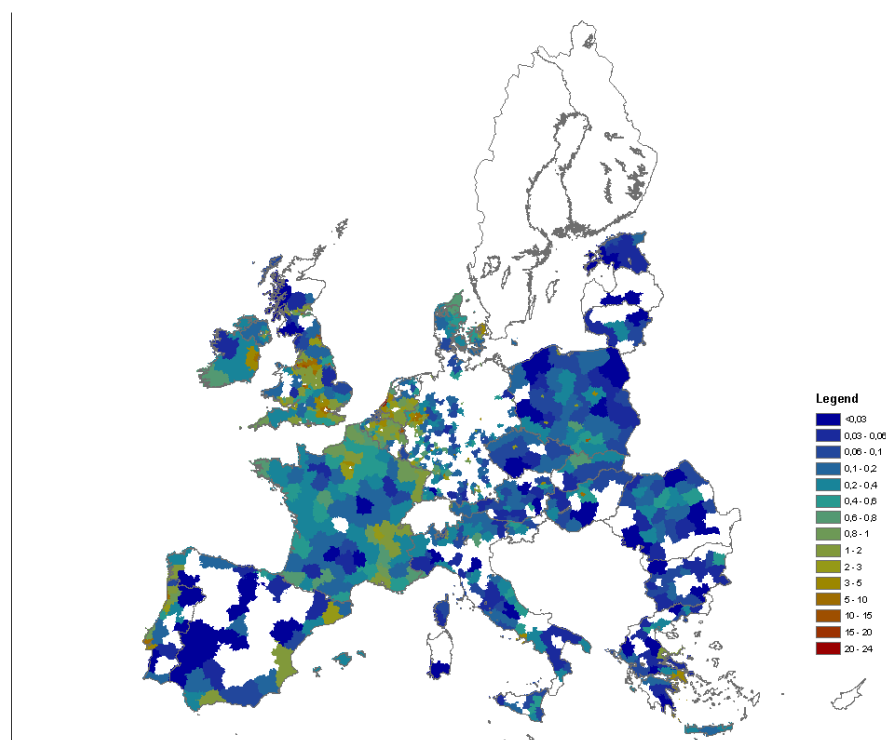 Legend
<0,03
0,03 - 0,06
0,06 - 0,1
0,1 - 0,2
0,2 - 0,4
0,4 - 0,6
0,6 - 0,8
0,8 - 1
1 - 2
2 - 3
3 - 5
5 - 10
10 - 15
15 - 20
20 - 24